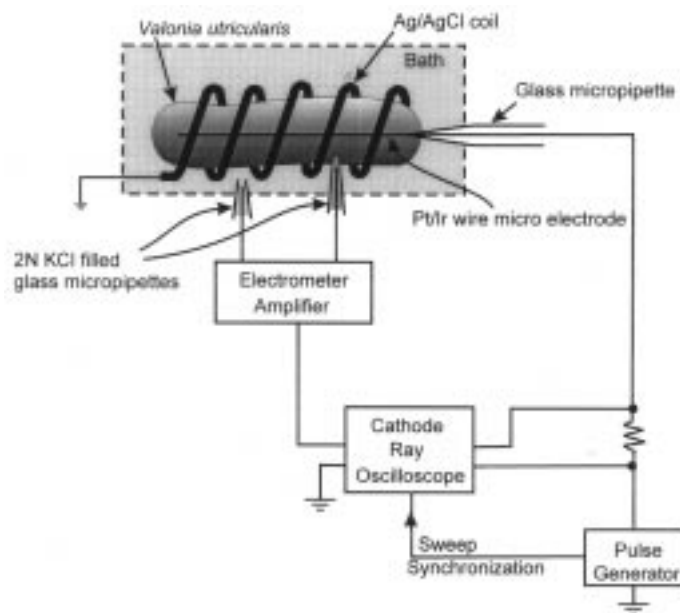 Valonia utricularis
Ag/AgCl coil
Bath
Glass micropipette
Pt/Ir wire micro electrode
2N KCl filled
glass micropipettes
Electrometer
Amplifier
Cathode
Ray
Oscilloscope
Sweep
Synchronization
Pulse
Generator